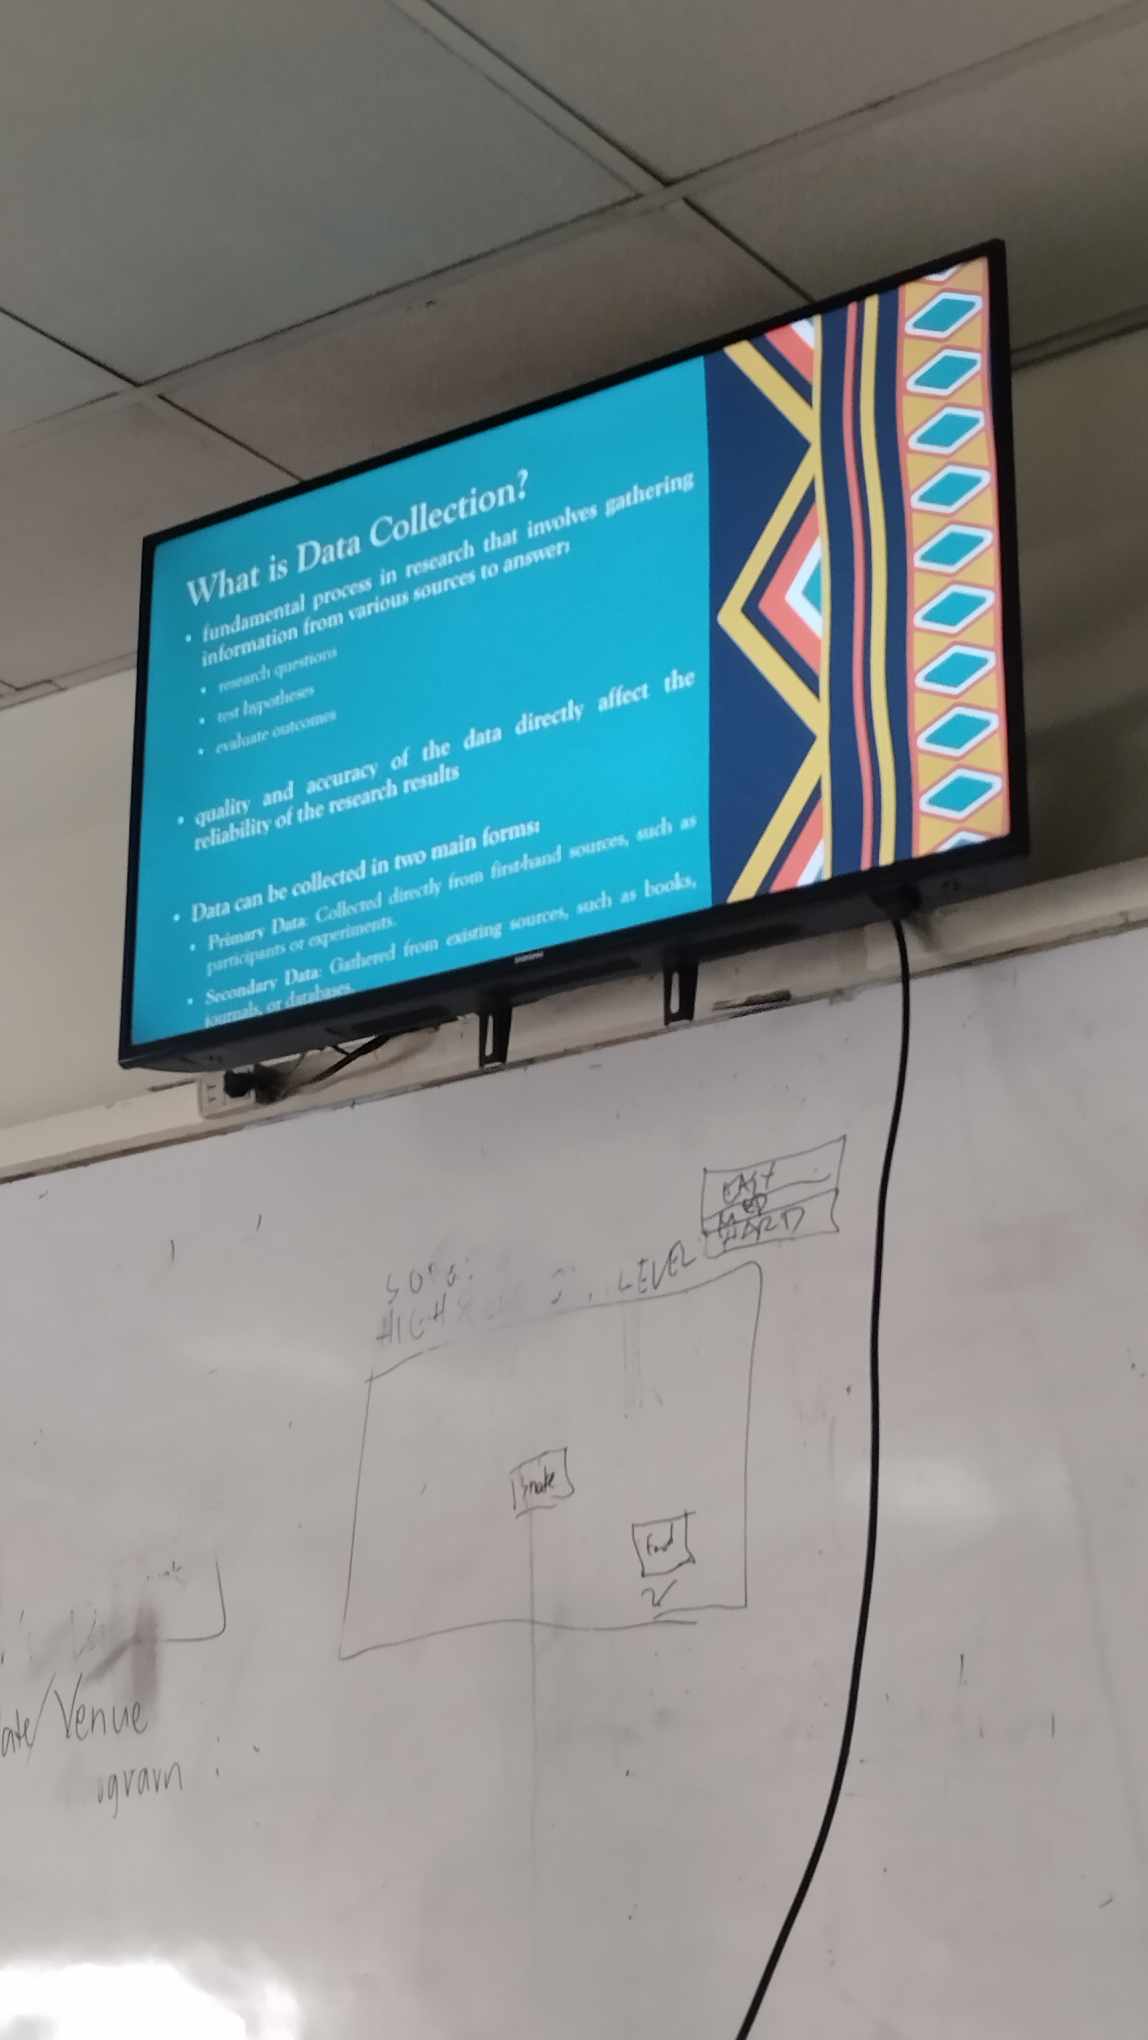 What is Data Collection?
• fundamental process in research that involves gathering
information from various sources to answer:
• research questions
• test hypotheses
• evaluate outcomes
• quality and accuracy of the data directly affect the
reliability of the research results
• Data can be collected in two main forms:
• Primary Data: Collected directly from first-hand sources, such as
participants or experiments.
• Secondary Data: Gathered from existing sources, such as books,
journals, or databases.
SAMSUNG
EASY
MED
HARD
LEVEL
HIGH
Snake
Food
Venue